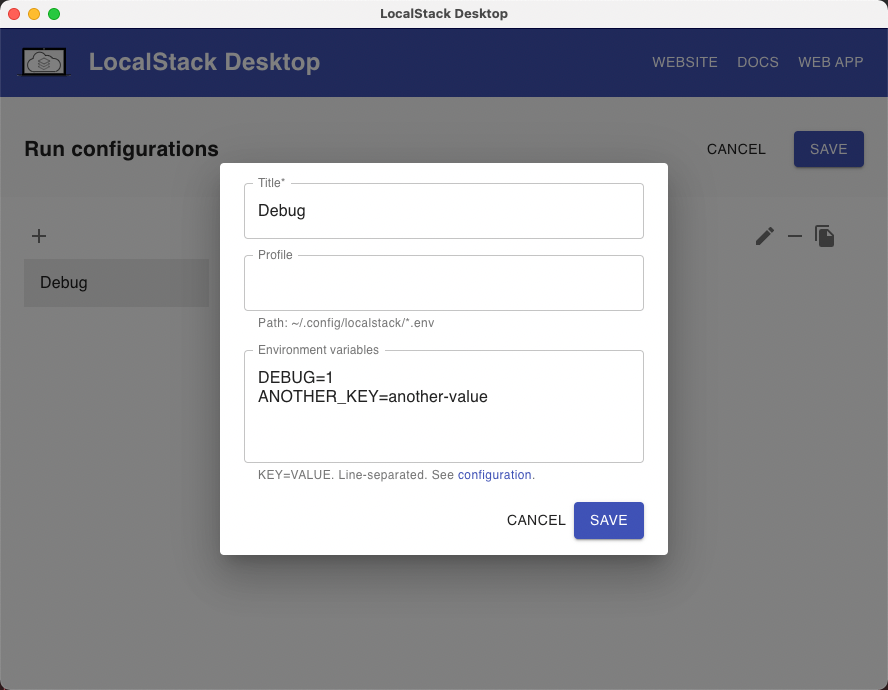 LocalStack Desktop
LocalStack Desktop
WEBSITE DOCS WEB APP
Run configurations
CANCEL SAVE
Debug
Title*
Debug
Profile
Path: ~/.config/localstack/*.env
Environment variables
DEBUG=1
ANOTHER_KEY=another-value
KEY=VALUE. Line-separated. See configuration.
CANCEL SAVE